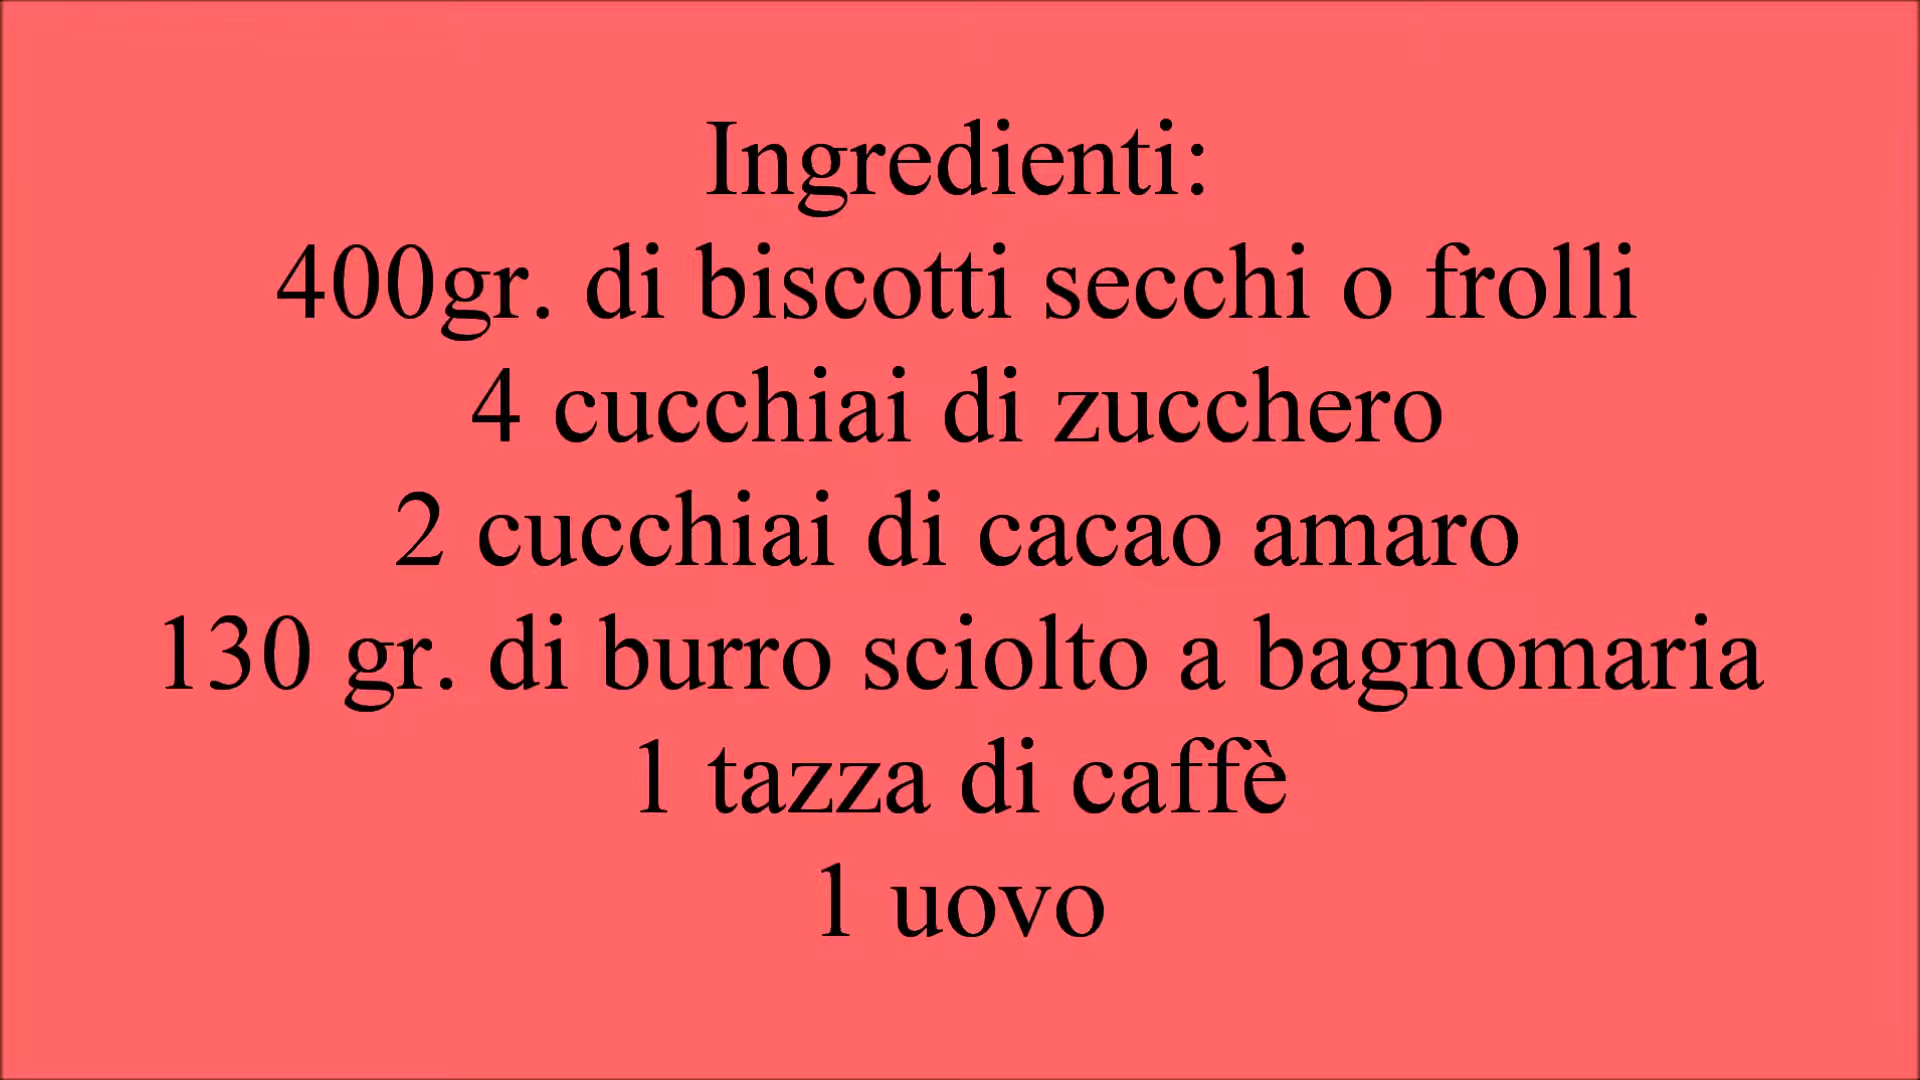 Ingredienti:
400gr. di biscotti secchi o frolli
4 cucchiai di zucchero
2 cucchiai di cacao amaro
130 gr. di burro sciolto a bagnomaria
1 tazza di caffè
1 uovo